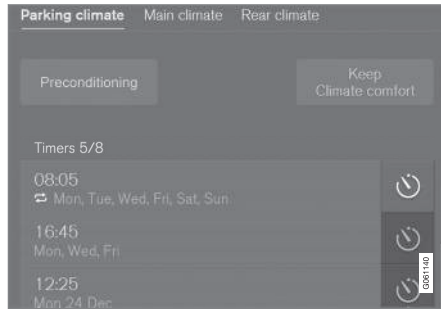 Parking climate Main climate Rear climate
Preconditioning
Keep
Climate comfort
Timers 5/8
08:05
Mon, Tue, Wed, Fri, Sat, Sun
16:45
Mon, Wed, Fri
12:25
Mon 24 Dec
G061140